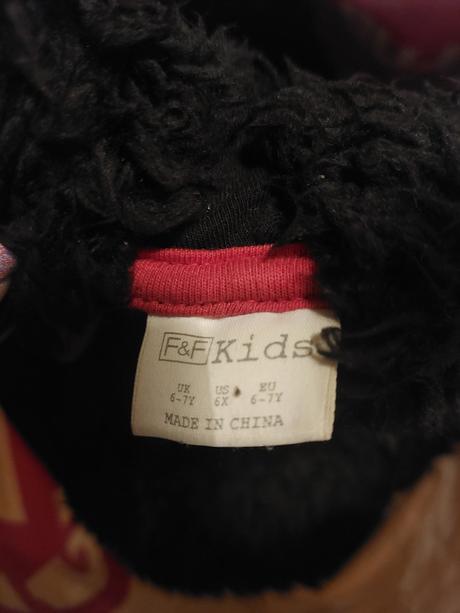 F&F Kids
UK US EU
6-7Y 6X 6-7Y
MADE IN CHINA